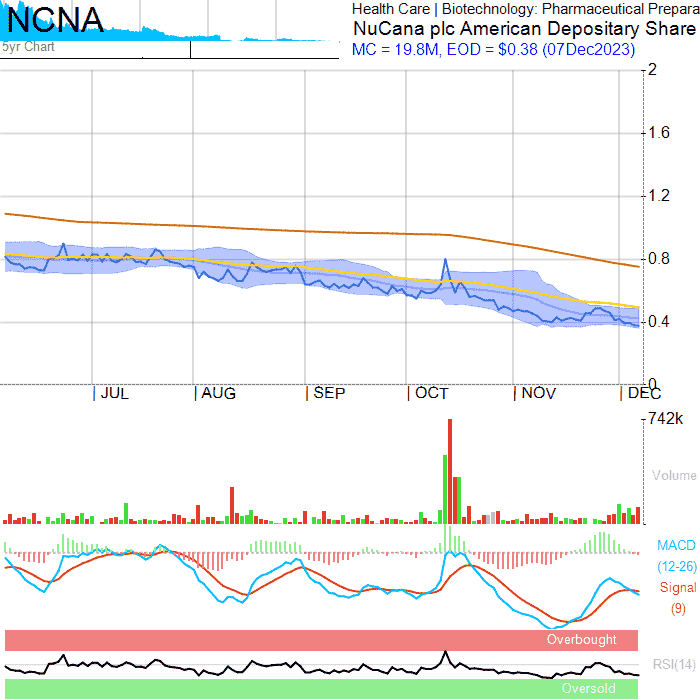 NCNA
5yr Chart
Health Care | Biotechnology: Pharmaceutical Prepara
NuCana plc American Depositary Share
MC = 19.8M, EOD = $0.38 (07Dec2023)
2
1.6
1.2
0.8
0.4
0
JUL AUG SEP OCT NOV DEC
742k
Volume
MACD
(12-26)
Signal
(9)
Overbought
RSI(14)
Oversold